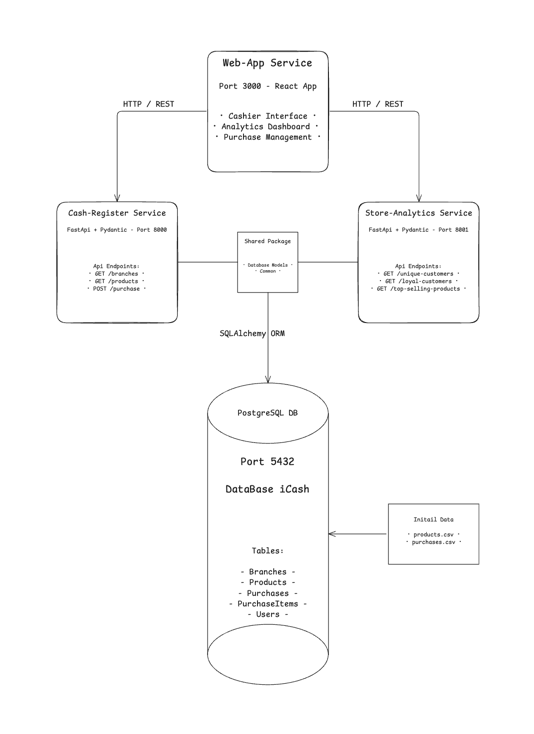 Web-App Service
Port 3000 - React App
· Cashier Interface ·
· Analytics Dashboard ·
· Purchase Management ·
HTTP / REST
HTTP / REST
Cash-Register Service
FastApi + Pydantic - Port 8000
Api Endpoints:
· GET /branches ·
· GET /products ·
· POST /purchase ·
Shared Package
· Database Models ·
· Common ·
Store-Analytics Service
FastApi + Pydantic - Port 8001
Api Endpoints:
· GET /unique-customers ·
· GET /loyal-customers ·
· GET /top-selling-products ·
SQLAlchemy ORM
PostgreSQL DB
Port 5432
DataBase iCash
Tables:
- Branches -
- Products -
- Purchases -
- PurchaseItems -
- Users -
Initail Data
· products.csv ·
· purchases.csv ·